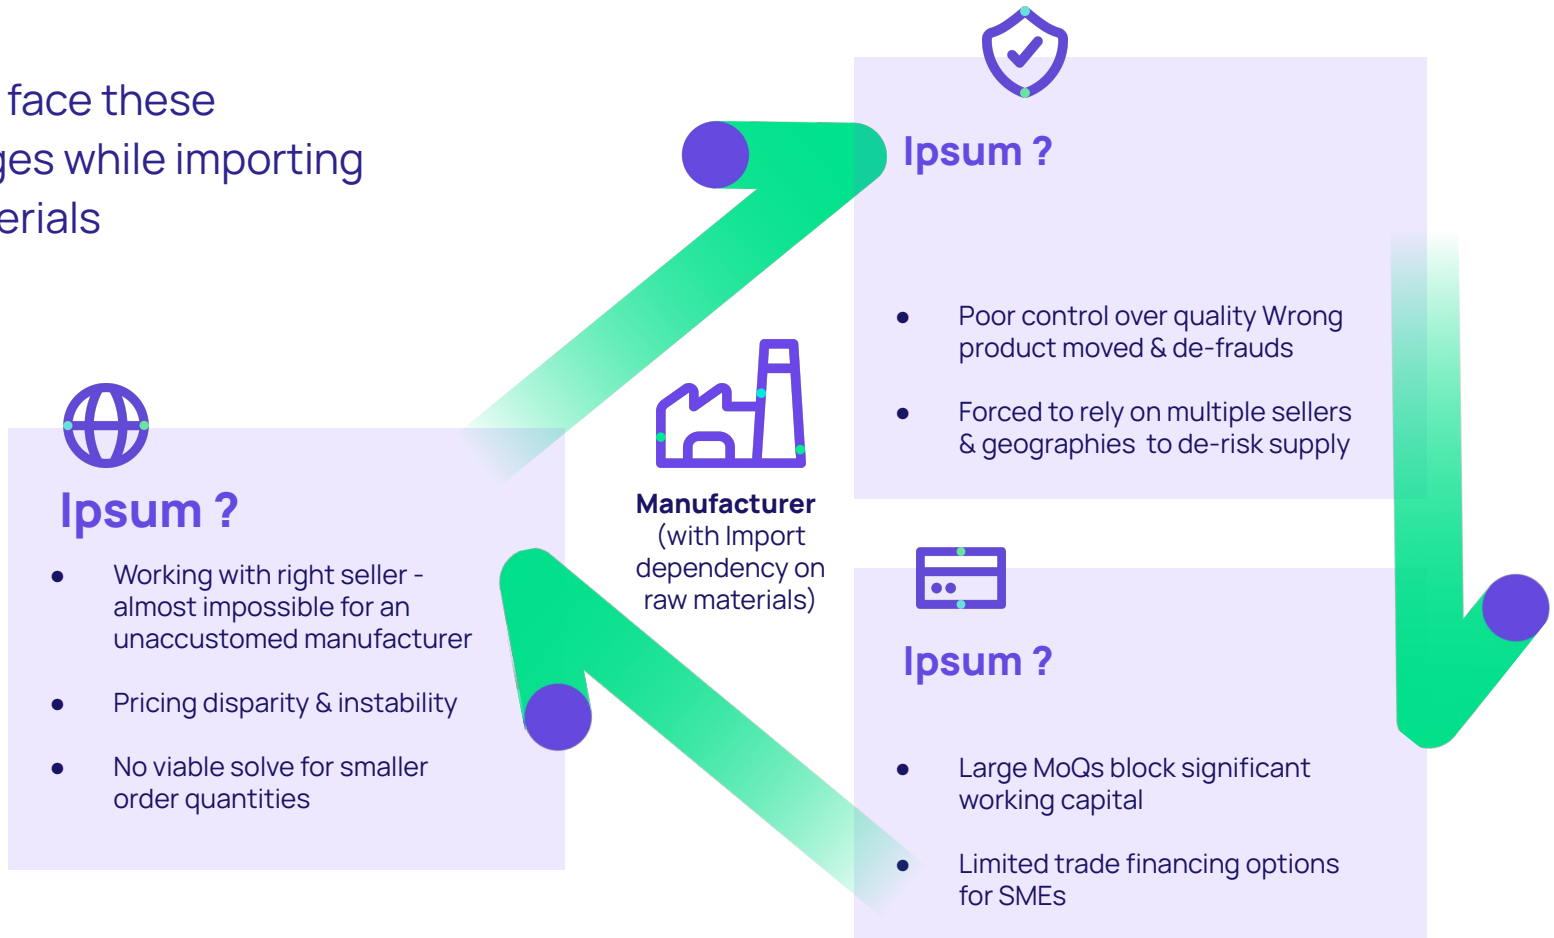 face these
while importing
Ipsum ?
● Poor control over quality Wrong
product moved & de-frauds
● Forced to rely on multiple sellers
& geographies to de-risk supply
Manufacturer
(with Import
dependency on
raw materials)
Ipsum ?
● Working with right seller -
almost impossible for an
unaccustomed manufacturer
● Pricing disparity & instability
● No viable solve for smaller
order quantities
Ipsum ?
● Large MoQs block significant
working capital
● Limited trade financing options
for SMEs